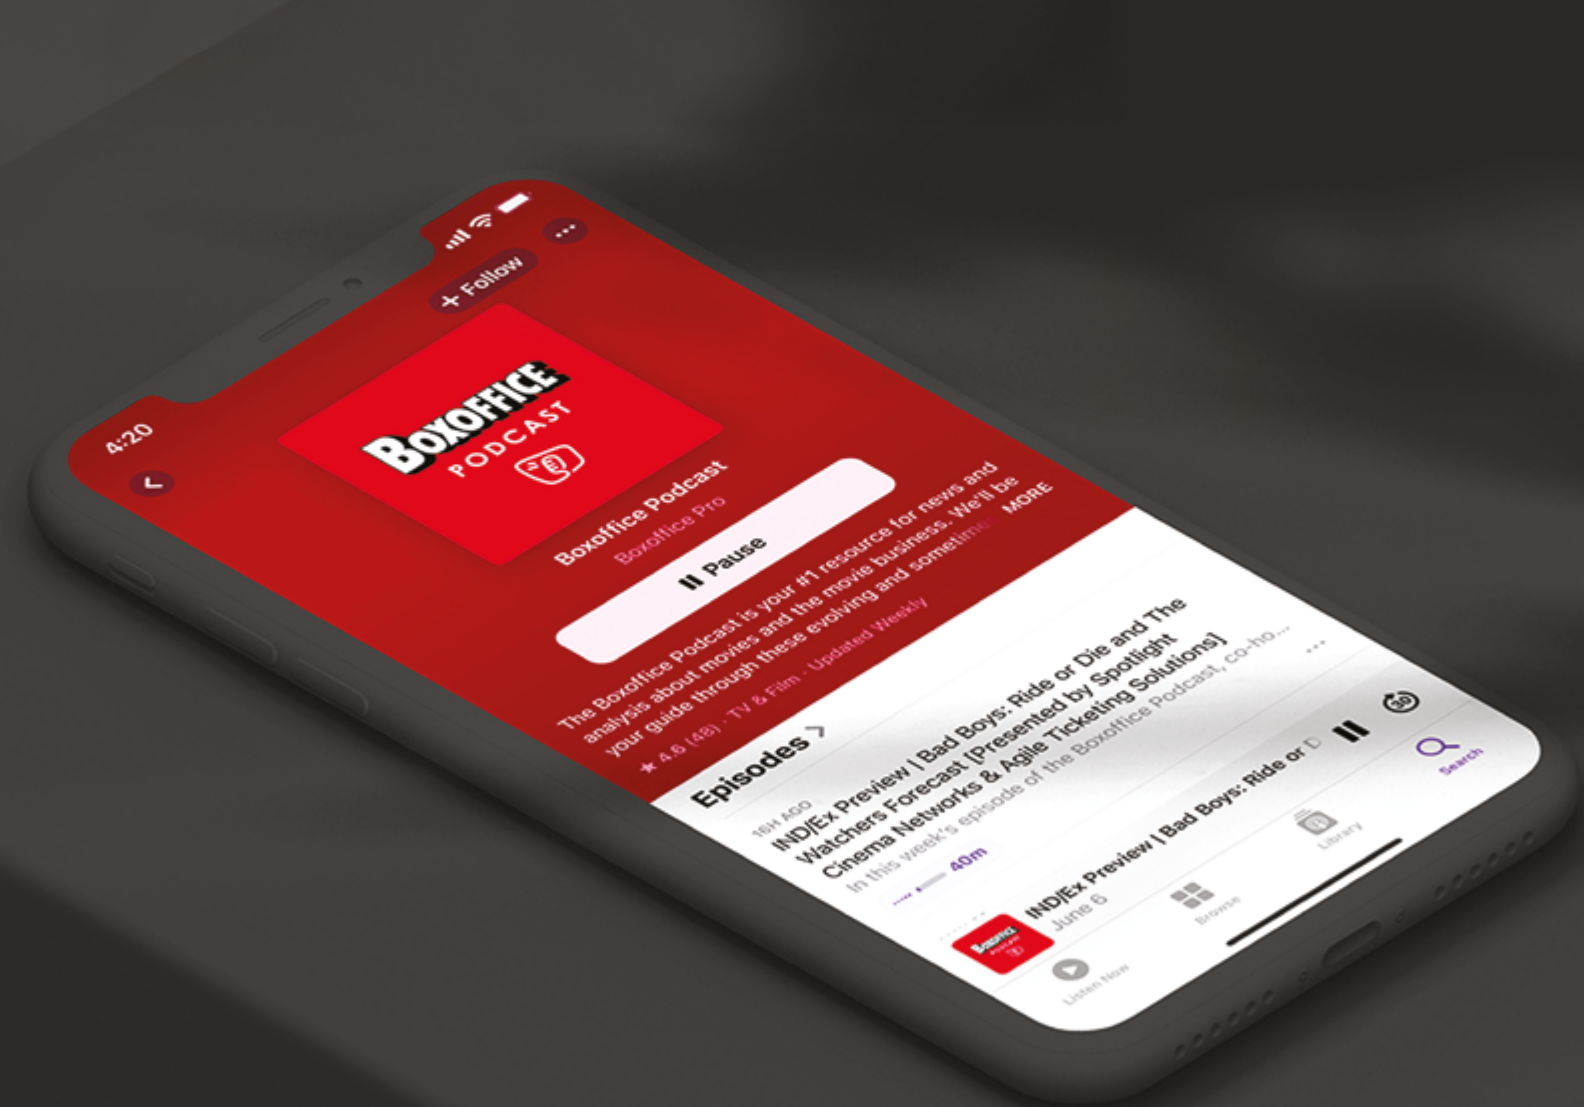 4:20
+ Follow
BOXOFFICE
PODCAST
Boxoffice Podcast
Boxoffice Pro
Pause
The Boxoffice Podcast is your #1 resource for news and
analysis about movies and the movie business. We'll be
your guide through these evolving and sometime
MORE
★ 4.6 (48) · TV & Film · Updated Weekly
Episodes
16H AGO
IND/Ex Preview | Bad Boys: Ride or Die and The
Watchers Forecast [Presented by Spotlight
Cinema Networks & Agile Ticketing Solutions]
In this week's episode of the Boxoffice Podcast, co-ho...
40m
BOXOFFICE
PODCAST
IND/Ex Preview | Bad Boys: Ride or D
June 6
30
Listen Now
Browse
Library
Search